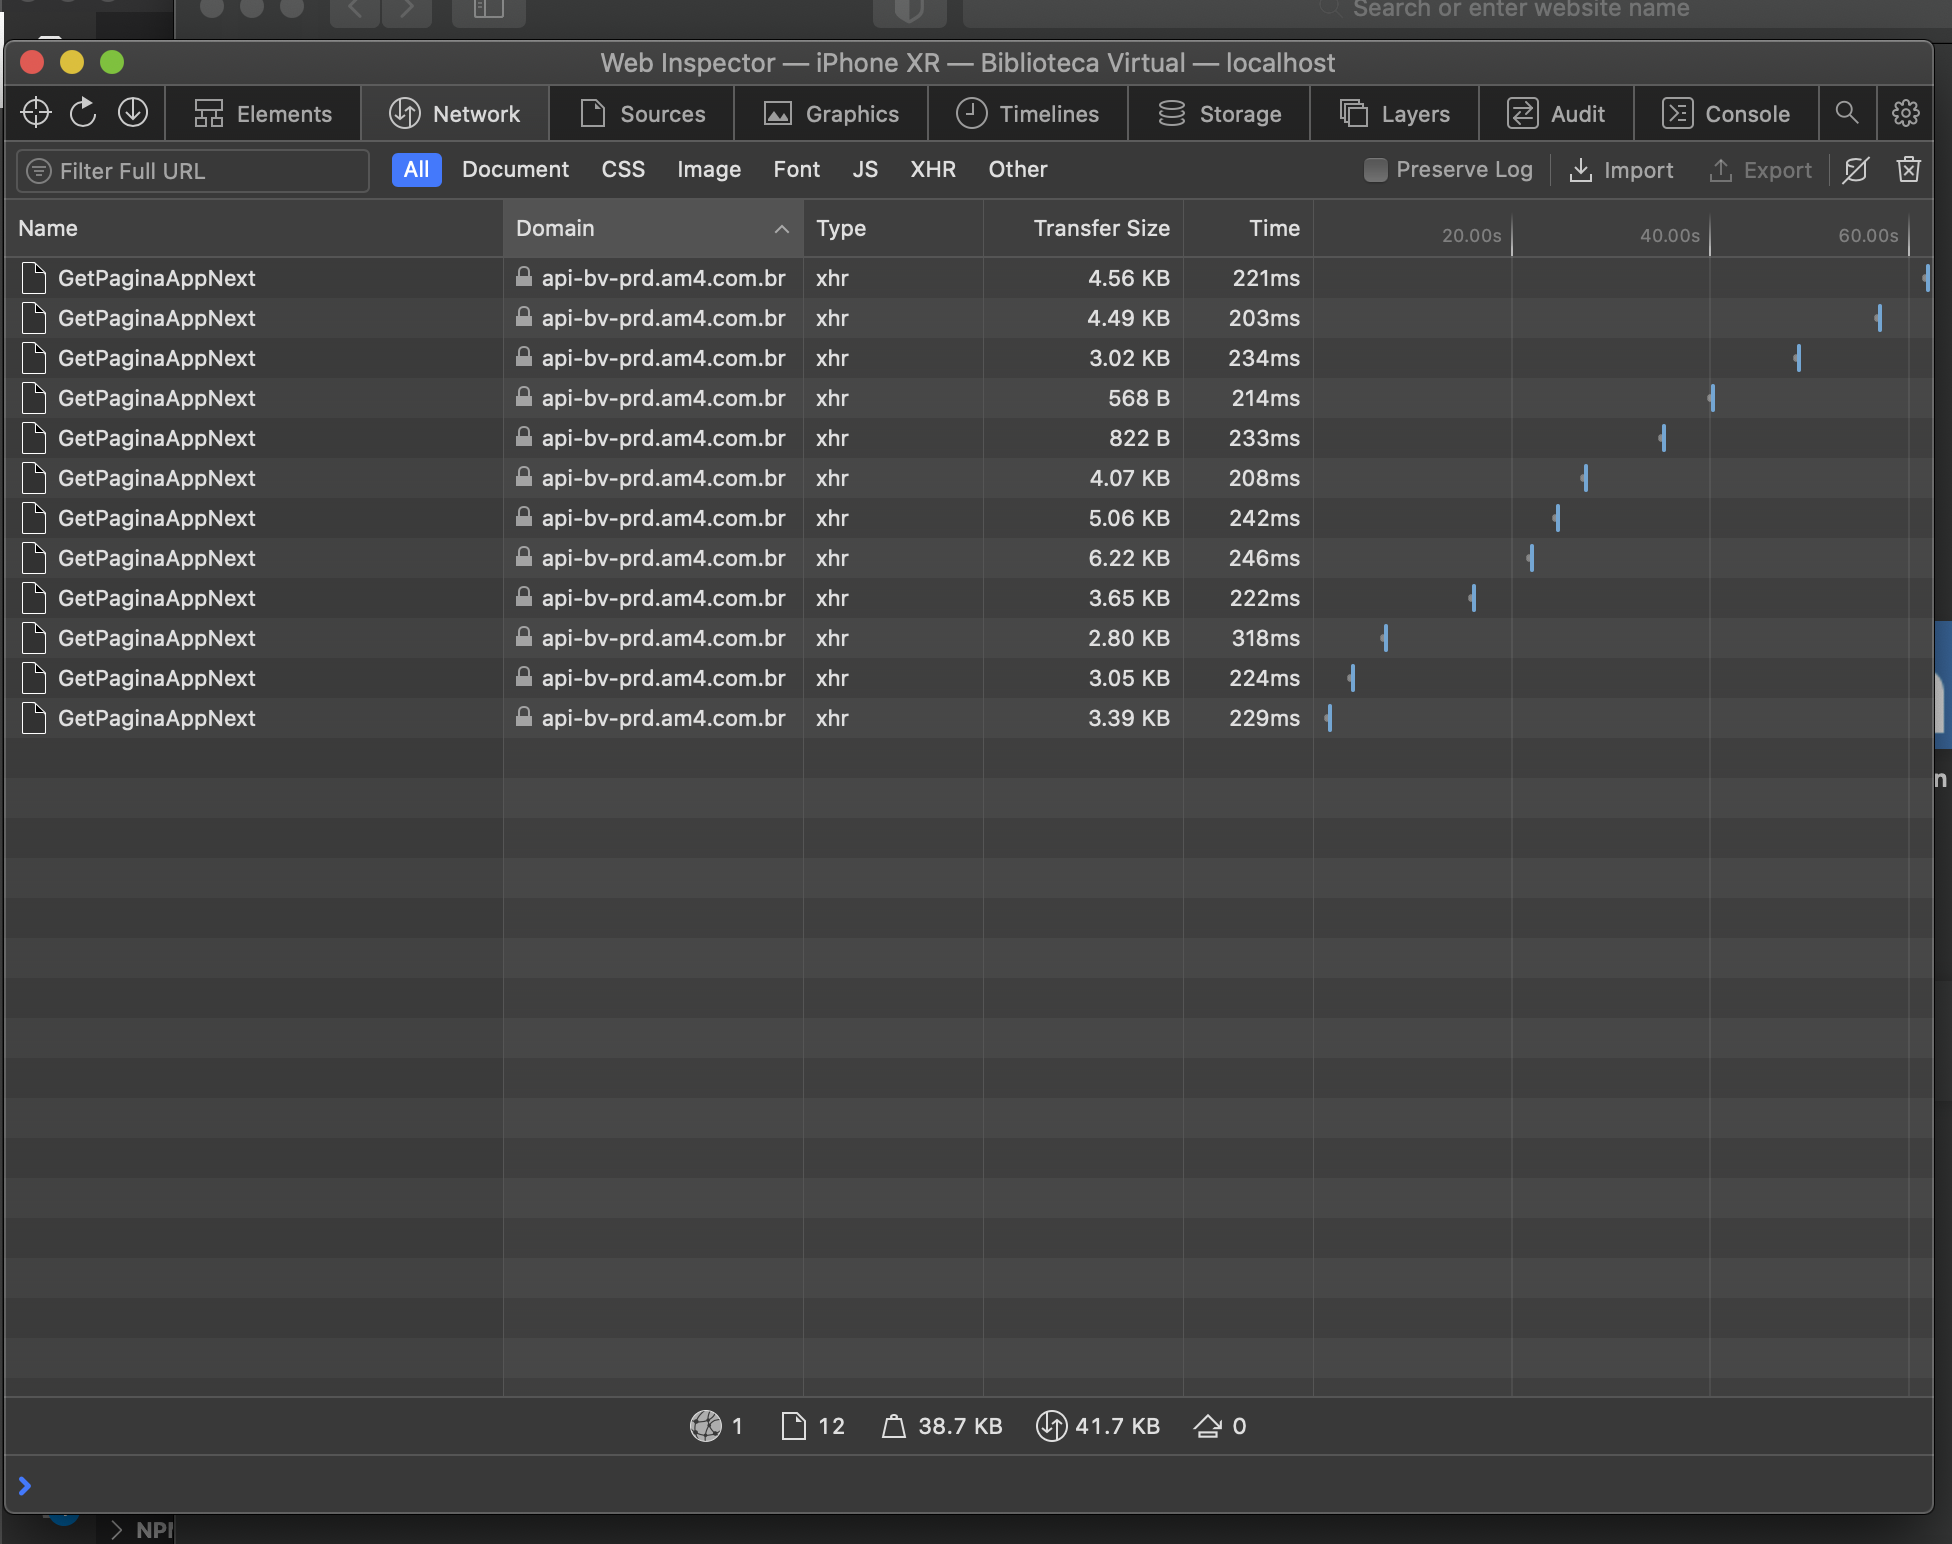 Search or enter website name
Web Inspector — iPhone XR — Biblioteca Virtual — localhost
Elements Network Sources Graphics Timelines Storage Layers Audit Console
Filter Full URL All Document CSS Image Font JS XHR Other Preserve Log Import Export
Name Domain Type Transfer Size Time 20.00s 40.00s 60.00s
GetPaginaAppNext api-bv-prd.am4.com.br xhr 4.56 KB 221ms
GetPaginaAppNext api-bv-prd.am4.com.br xhr 4.49 KB 203ms
GetPaginaAppNext api-bv-prd.am4.com.br xhr 3.02 KB 234ms
GetPaginaAppNext api-bv-prd.am4.com.br xhr 568 B 214ms
GetPaginaAppNext api-bv-prd.am4.com.br xhr 822 B 233ms
GetPaginaAppNext api-bv-prd.am4.com.br xhr 4.07 KB 208ms
GetPaginaAppNext api-bv-prd.am4.com.br xhr 5.06 KB 242ms
GetPaginaAppNext api-bv-prd.am4.com.br xhr 6.22 KB 246ms
GetPaginaAppNext api-bv-prd.am4.com.br xhr 3.65 KB 222ms
GetPaginaAppNext api-bv-prd.am4.com.br xhr 2.80 KB 318ms
GetPaginaAppNext api-bv-prd.am4.com.br xhr 3.05 KB 224ms
GetPaginaAppNext api-bv-prd.am4.com.br xhr 3.39 KB 229ms
n
1 12 38.7 KB 41.7 KB 0